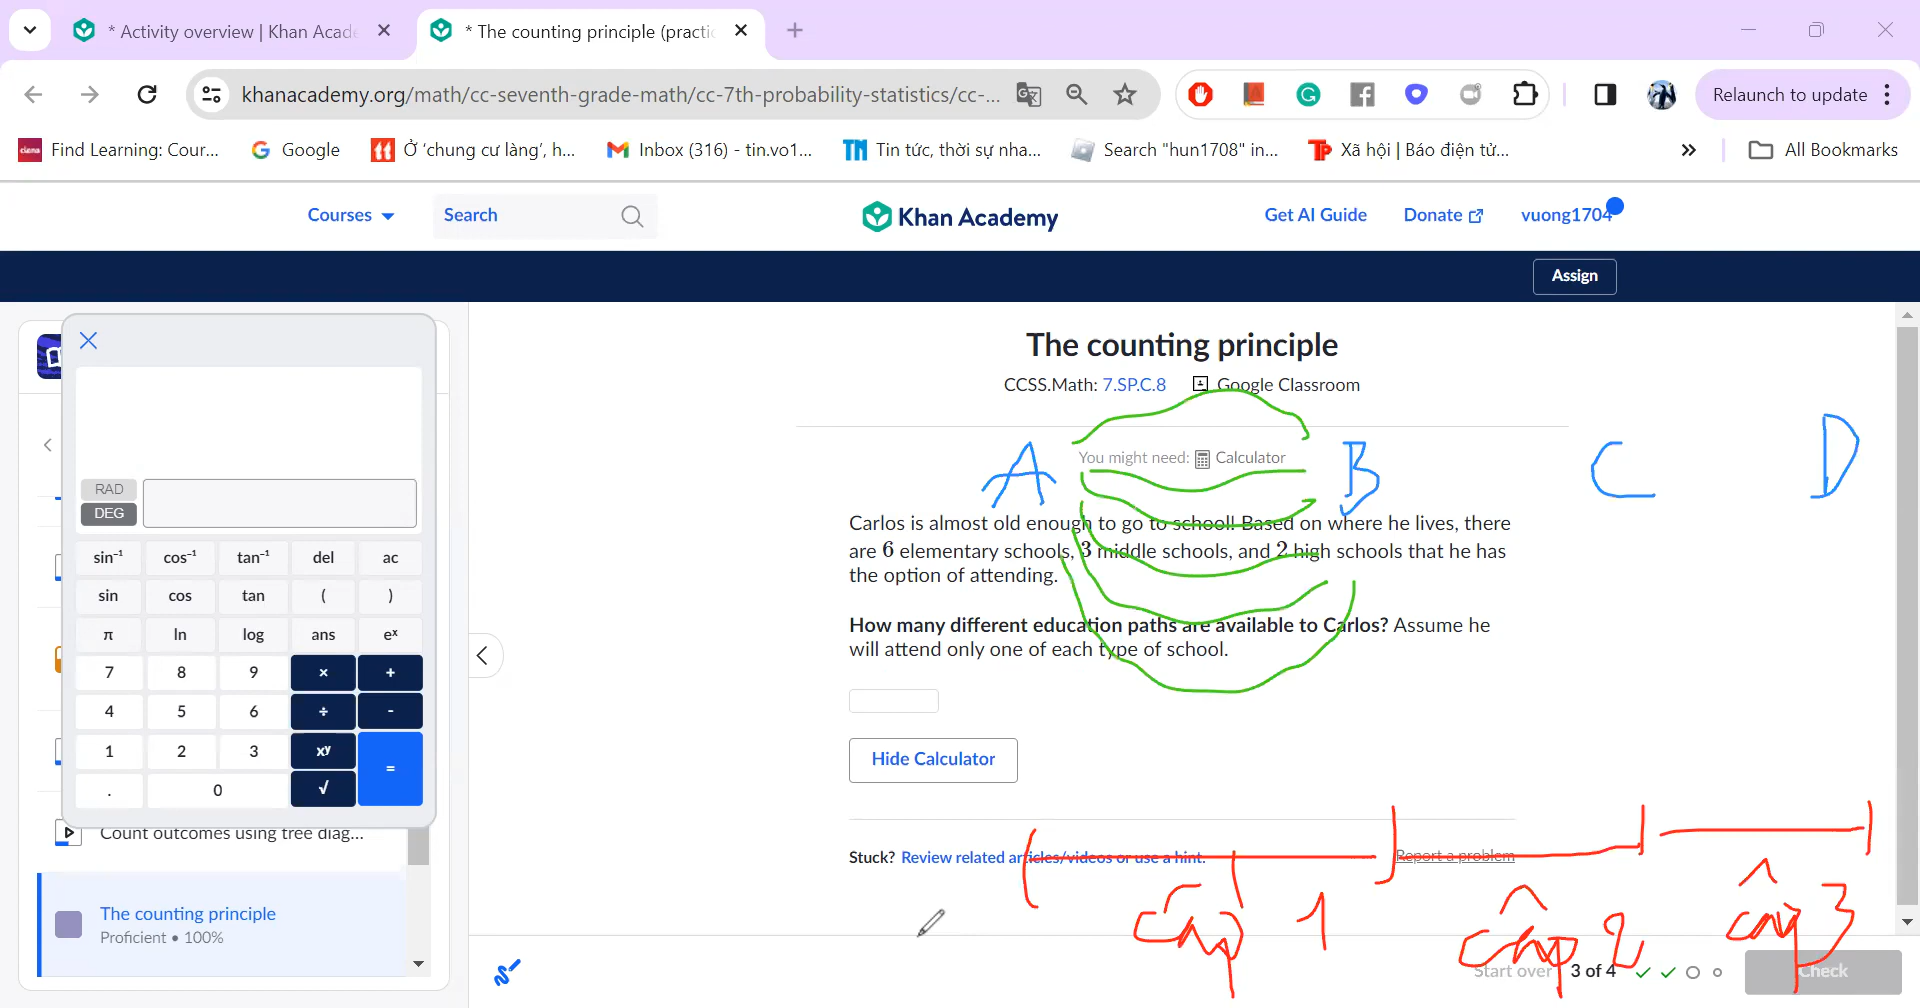 * Activity overview | Khan Acade
* The counting principle (practic
khanacademy.org/math/cc-seventh-grade-math/cc-7th-probability-statistics/cc-...
Relaunch to update
Find Learning: Cour...
Google
Ở 'chung cư làng', h...
Inbox (316) - tin.vo1...
Tin tức, thời sự nha...
Search "hun1708" in...
Xã hội | Báo điện tử...
All Bookmarks
Courses
Search
Khan Academy
Get AI Guide
Donate
vuong1704
Assign
The counting principle
CCSS.Math: 7.SP.C.8
Google Classroom
You might need: Calculator
A B C D
Carlos is almost old enough to go to school! Based on where he lives, there
are 6 elementary schools, 3 middle schools, and 2 high schools that he has
the option of attending.
How many different education paths are available to Carlos? Assume he
will attend only one of each type of school.
Hide Calculator
Stuck? Review related articles/videos or use a hint.
Report a problem
cấp 1
cấp 2
cấp 3
Start over
3 of 4
Check
RAD
DEG
sin⁻¹ cos⁻¹ tan⁻¹ del ac
sin cos tan ( )
π ln log ans eˣ
7 8 9 × +
4 5 6 ÷ -
1 2 3 xʸ =
. 0 √
Count outcomes using tree diag...
The counting principle
Proficient • 100%